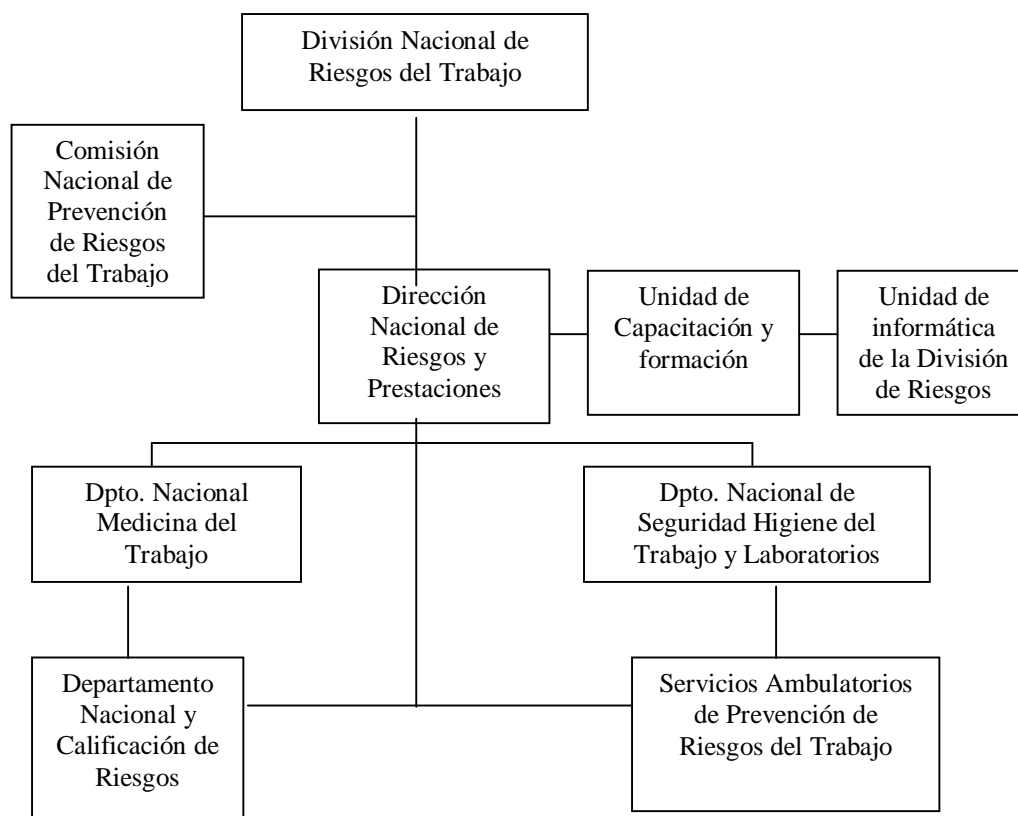 División Nacional de
Riesgos del Trabajo
Comisión
Nacional de
Prevención
de Riesgos
del Trabajo
Dirección
Nacional de
Riesgos y
Prestaciones
Unidad de
Capacitación y
formación
Unidad de
informática
de la División
de Riesgos
Dpto. Nacional
Medicina del
Trabajo
Dpto. Nacional de
Seguridad Higiene del
Trabajo y Laboratorios
Departamento
Nacional y
Calificación de
Riesgos
Servicios Ambulatorios
de Prevención de
Riesgos del Trabajo